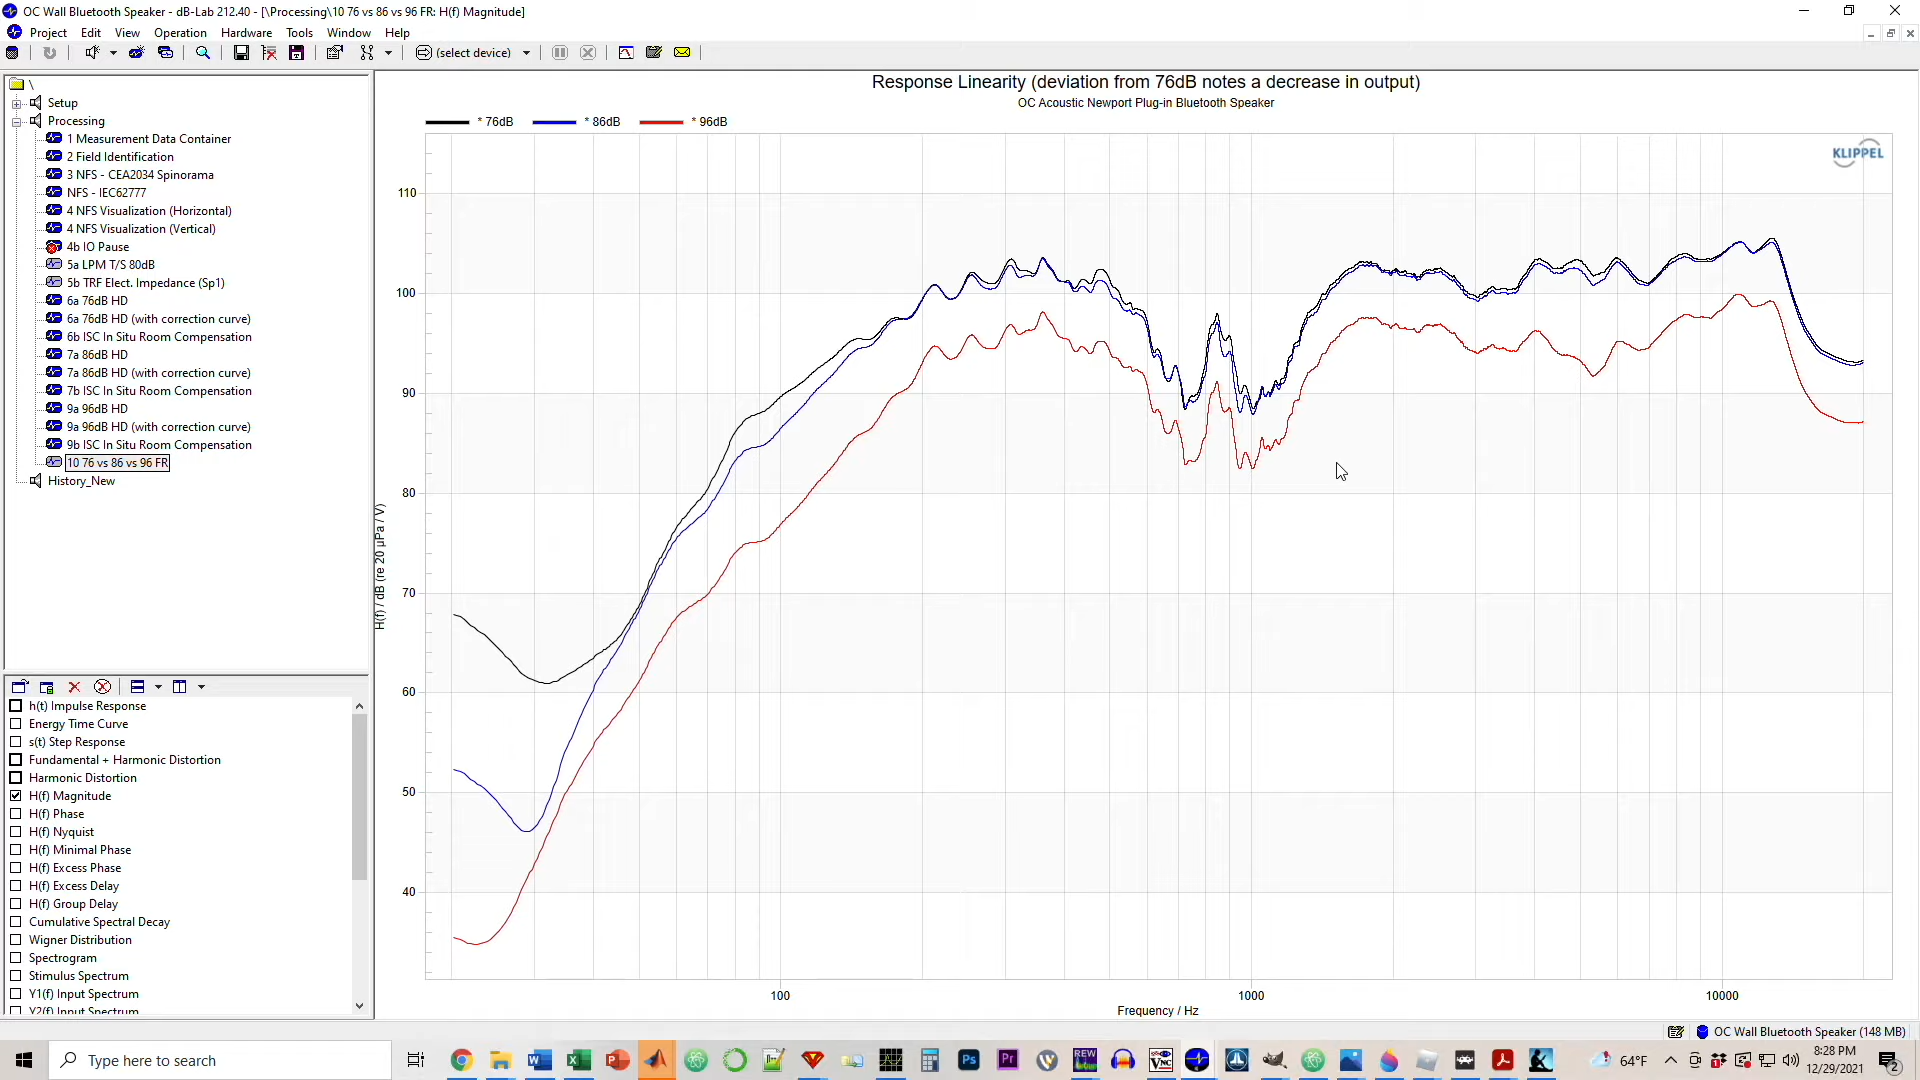 OC Wall Bluetooth Speaker - dB-Lab 212.40 - [\Processing\10 76 vs 86 vs 96 FR: H(f) Magnitude]
Project Edit View Operation Hardware Tools Window Help
(select device)
\
Setup
Processing
1 Measurement Data Container
2 Field Identification
3 NFS - CEA2034 Spinorama
NFS - IEC62777
4 NFS Visualization (Horizontal)
4 NFS Visualization (Vertical)
4b IO Pause
5a LPM T/S 80dB
5b TRF Elect. Impedance (Sp1)
6a 76dB HD
6a 76dB HD (with correction curve)
6b ISC In Situ Room Compensation
7a 86dB HD
7a 86dB HD (with correction curve)
7b ISC In Situ Room Compensation
9a 96dB HD
9a 96dB HD (with correction curve)
9b ISC In Situ Room Compensation
10 76 vs 86 vs 96 FR
History_New
h(t) Impulse Response
Energy Time Curve
s(t) Step Response
Fundamental + Harmonic Distortion
Harmonic Distortion
H(f) Magnitude
H(f) Phase
H(f) Nyquist
H(f) Minimal Phase
H(f) Excess Phase
H(f) Excess Delay
H(f) Group Delay
Cumulative Spectral Decay
Wigner Distribution
Spectrogram
Stimulus Spectrum
Y1(f) Input Spectrum
Y2(f) Input Spectrum
Response Linearity (deviation from 76dB notes a decrease in output)
OC Acoustic Newport Plug-in Bluetooth Speaker
* 76dB * 86dB * 96dB
KLIPPEL
110
100
90
80
70
60
50
40
H(f) / dB (re 20 µPa / V)
100 1000 10000
Frequency / Hz
OC Wall Bluetooth Speaker (148 MB)
Type here to search
Ps
Pr
REW
VNC
64°F
8:28 PM
12/29/2021
2